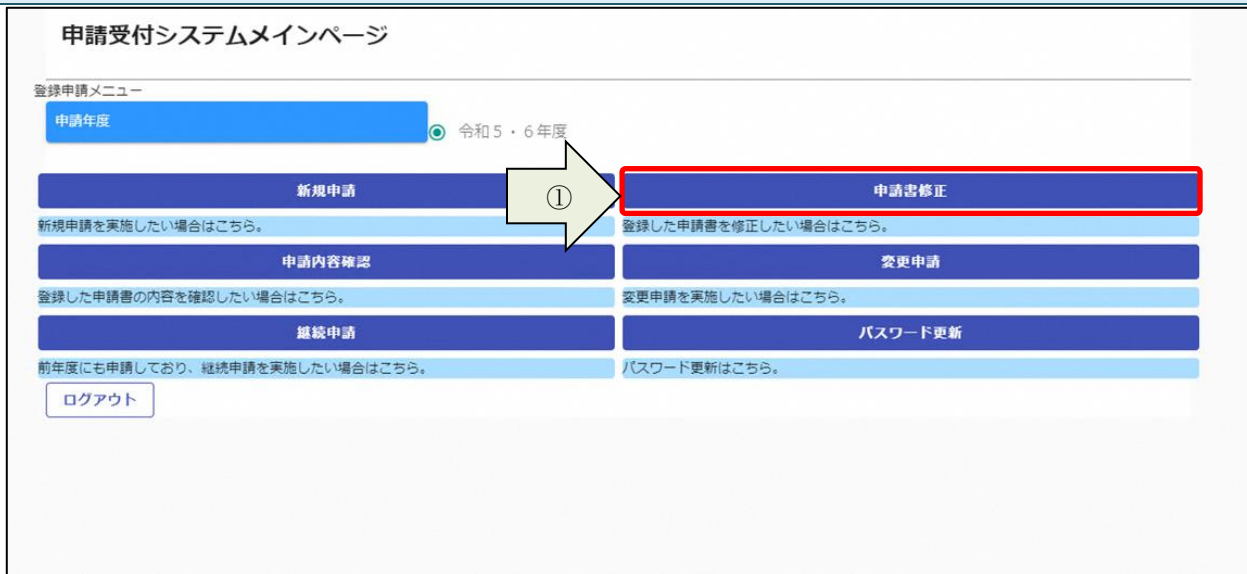 申請受付システムメインページ
登録申請メニュー
申請年度
令和5・6年度
新規申請
①
申請書修正
新規申請を実施したい場合はこちら。
登録した申請書を修正したい場合はこちら。
申請内容確認
変更申請
登録した申請書の内容を確認したい場合はこちら。
変更申請を実施したい場合はこちら。
継続申請
パスワード更新
前年度にも申請しており、継続申請を実施したい場合はこちら。
パスワード更新はこちら。
ログアウト